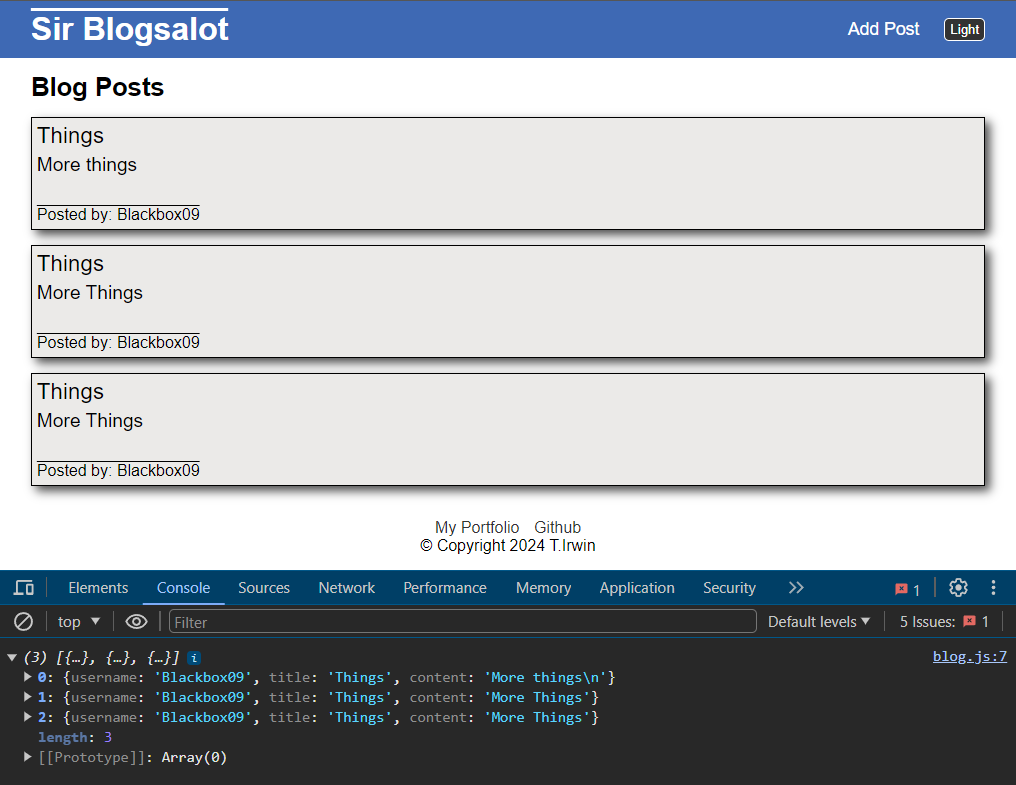 Sir Blogsalot
Add Post
Light
Blog Posts
Things
More things
Posted by: Blackbox09
Things
More Things
Posted by: Blackbox09
Things
More Things
Posted by: Blackbox09
My Portfolio Github
© Copyright 2024 T.Irwin
Elements Console Sources Network Performance Memory Application Security 1
top Filter Default levels 5 Issues: 1
(3) [{…}, {…}, {…}] i blog.js:7
0: {username: 'Blackbox09', title: 'Things', content: 'More things\n'}
1: {username: 'Blackbox09', title: 'Things', content: 'More Things'}
2: {username: 'Blackbox09', title: 'Things', content: 'More Things'}
length: 3
[[Prototype]]: Array(0)